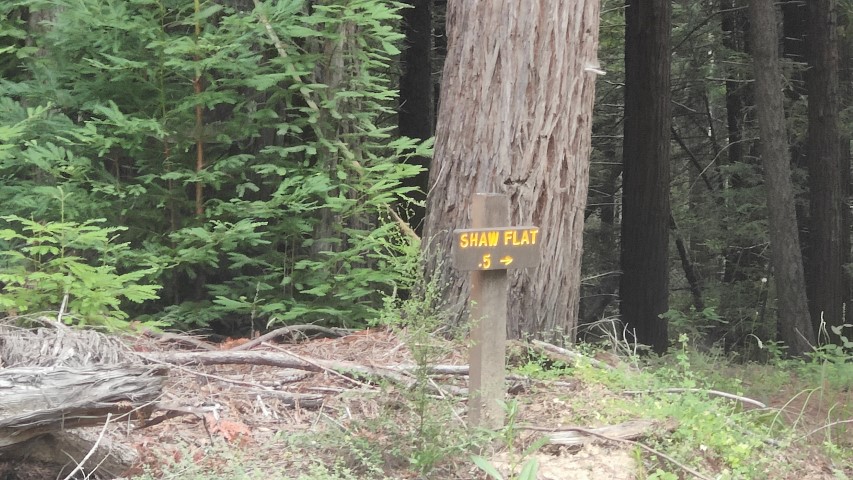 SHAW FLAT
.5 →